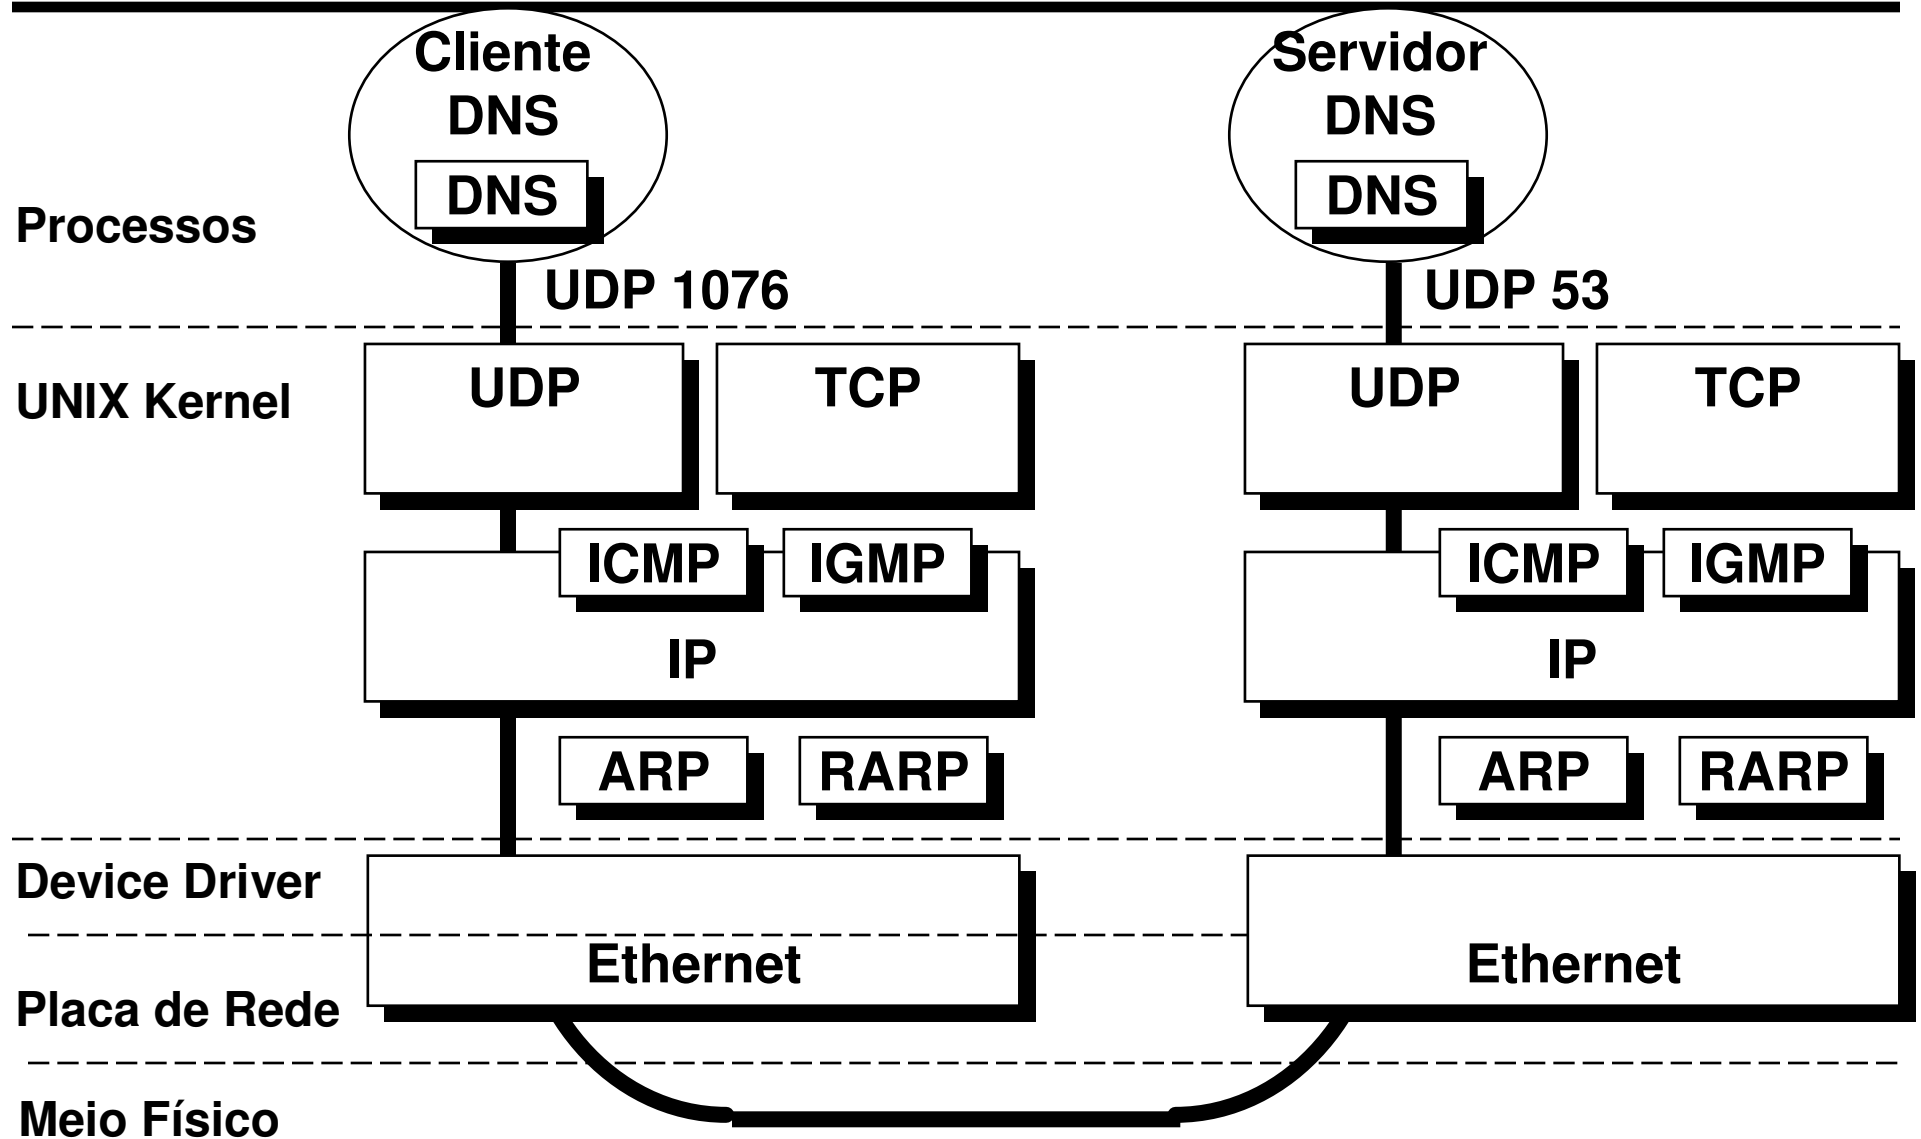 Cliente
DNS
DNS
Servidor
DNS
DNS
Processos
UDP 1076
UDP 53
UNIX Kernel
UDP
TCP
UDP
TCP
ICMP
IGMP
ICMP
IGMP
IP
IP
ARP
RARP
ARP
RARP
Device Driver
Ethernet
Ethernet
Placa de Rede
Meio Físico